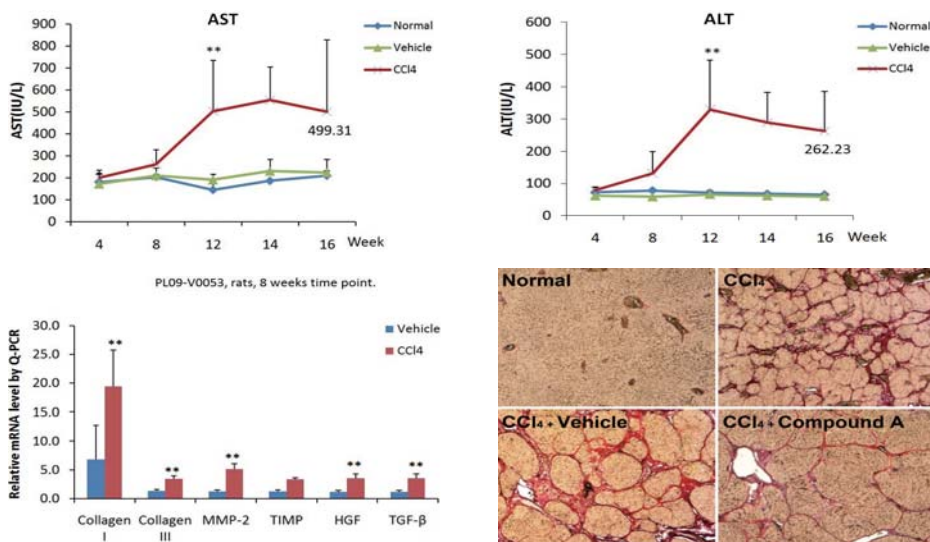 AST
AST(IU/L)
900
800
700
600
500
400
300
200
100
0
**
499.31
4 8 12 14 16 Week
Normal
Vehicle
CCl4
ALT
ALT(IU/L)
600
500
400
300
200
100
0
**
262.23
4 8 12 14 16 Week
Normal
Vehicle
CCl4
PL09-V0053, rats, 8 weeks time point.
Relative mRNA level by Q-PCR
30.0
25.0
20.0
15.0
10.0
5.0
0.0
** ** ** ** **
Vehicle
CCl4
Collagen Collagen MMP-2 TIMP HGF TGF-β
I III
Normal
CCl₄
CCl₄ + Vehicle
CCl₄ + Compound A